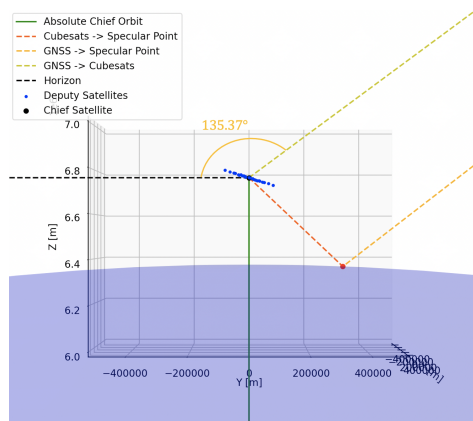 Absolute Chief Orbit
Cubesats -> Specular Point
GNSS -> Specular Point
GNSS -> Cubesats
Horizon
Deputy Satellites
Chief Satellite
135.37°
7.0
6.8
6.6
6.4
6.2
6.0
Z [m]
−400000
−200000
0
200000
400000
Y [m]